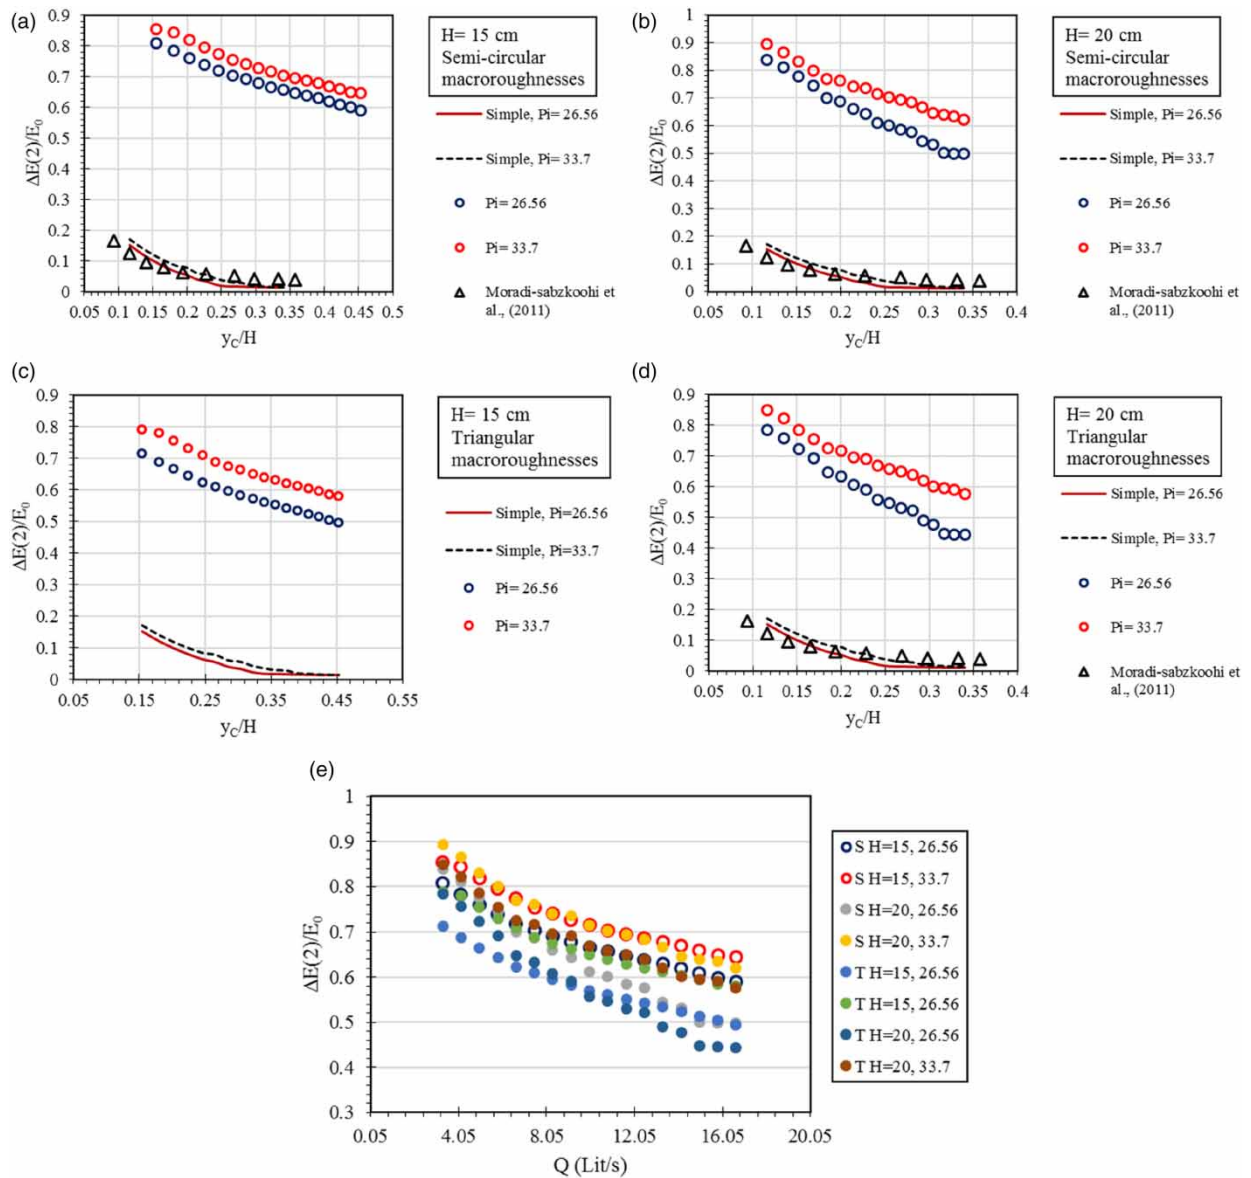 (a)
0.9
0.8
0.7
0.6
0.5
0.4
0.3
0.2
0.1
0
ΔE(2)/E0
0.05 0.1 0.15 0.2 0.25 0.3 0.35 0.4 0.45 0.5
yC/H
H= 15 cm
Semi-circular
macroroughnesses
Simple, Pi= 26.56
Simple, Pi= 33.7
Pi= 26.56
Pi= 33.7
Moradi-sabzkoohi et
al., (2011)
(b)
1
0.9
0.8
0.7
0.6
0.5
0.4
0.3
0.2
0.1
0
ΔE(2)/E0
0.05 0.1 0.15 0.2 0.25 0.3 0.35 0.4
yC/H
H= 20 cm
Semi-circular
macroroughnesses
Simple, Pi= 26.56
Simple, Pi= 33.7
Pi= 26.56
Pi= 33.7
Moradi-sabzkoohi et
al., (2011)
(c)
0.9
0.8
0.7
0.6
0.5
0.4
0.3
0.2
0.1
0
ΔE(2)/E0
0.05 0.15 0.25 0.35 0.45 0.55
yC/H
H= 15 cm
Triangular
macroroughnesses
Simple, Pi=26.56
Simple, Pi=33.7
Pi= 26.56
Pi= 33.7
(d)
0.9
0.8
0.7
0.6
0.5
0.4
0.3
0.2
0.1
0
ΔE(2)/E0
0.05 0.1 0.15 0.2 0.25 0.3 0.35 0.4
yC/H
H= 20 cm
Triangular
macroroughnesses
Simple, Pi= 26.56
Simple, Pi= 33.7
Pi= 26.56
Pi= 33.7
Moradi-sabzkoohi et
al., (2011)
(e)
1
0.9
0.8
0.7
0.6
0.5
0.4
0.3
ΔE(2)/E0
0.05 4.05 8.05 12.05 16.05 20.05
Q (Lit/s)
S H=15, 26.56
S H=15, 33.7
S H=20, 26.56
S H=20, 33.7
T H=15, 26.56
T H=15, 26.56
T H=20, 26.56
T H=20, 33.7